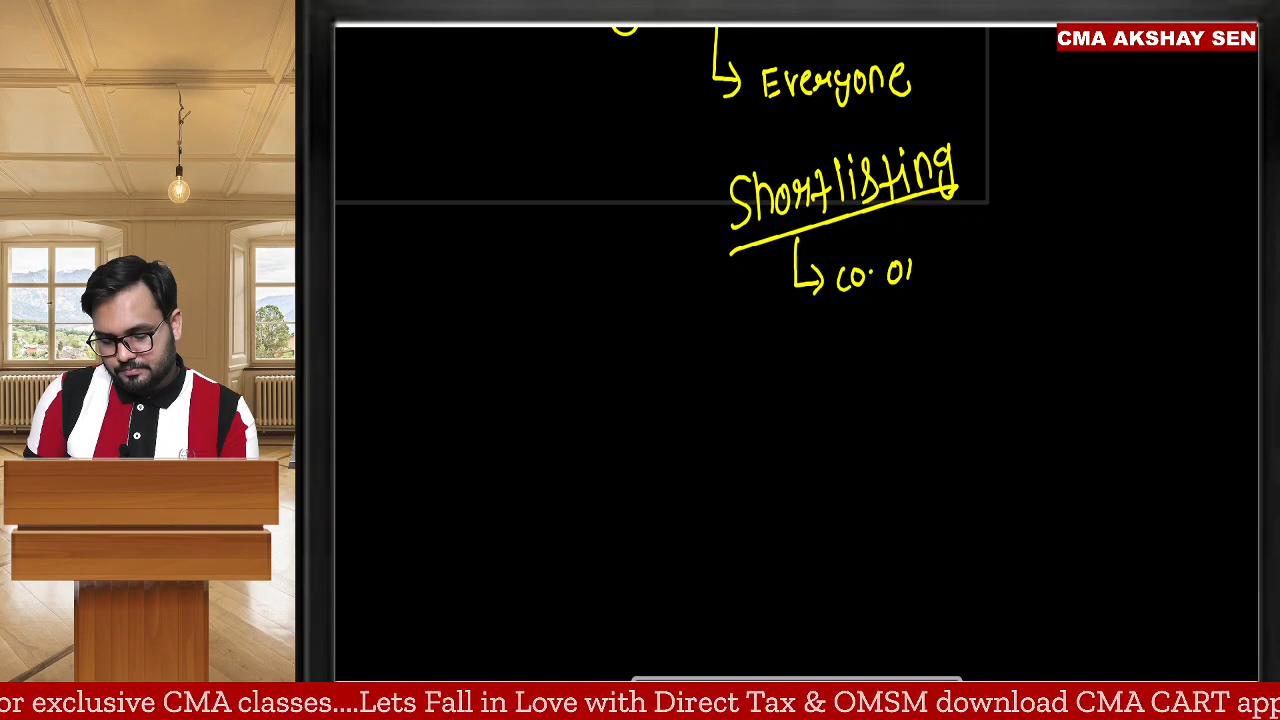 CMA AKSHAY SEN
Everyone
Shortlisting
co.
or exclusive CMA classes....Lets Fall in Love with Direct Tax & OMSM download CMA CART app